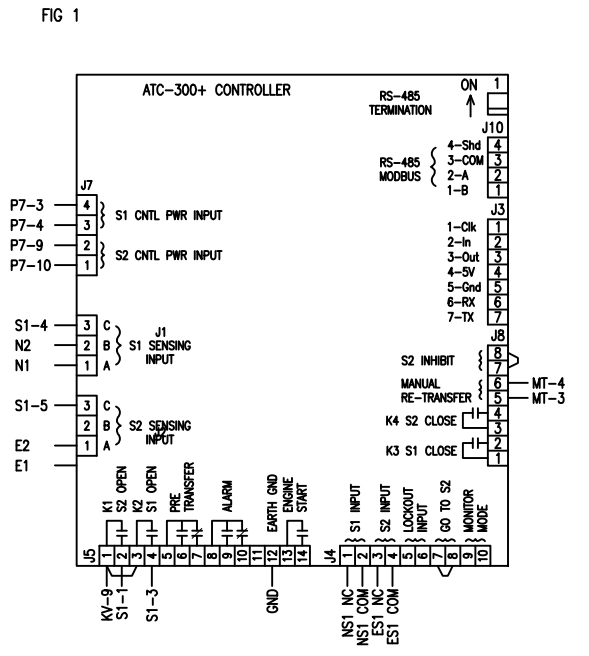 FIG 1
ATC-300+ CONTROLLER
ON 1
RS-485
TERMINATION
J10
4-Shd 4
3-COM 3
2-A 2
1-B 1
RS-485
MODBUS
J7
P7-3 4
P7-4 3
S1 CNTL PWR INPUT
P7-9 2
P7-10 1
S2 CNTL PWR INPUT
J3
1-Clk 1
2-In 2
3-Out 3
4-5V 4
5-Gnd 5
6-RX 6
7-TX 7
J1
S1-4 3 C
N2 2 B
N1 1 A
S1 SENSING
INPUT
J8
S2 INHIBIT
8
7
MANUAL
RE-TRANSFER
6 MT-4
5 MT-3
K4 S2 CLOSE
4
3
K3 S1 CLOSE
2
1
S1-5 3 C
2 B
E2 1 A
E1
S2 SENSING
INPUT
K1
S2 OPEN
K2
S1 OPEN
PRE
TRANSFER
ALARM
EARTH GND
ENGINE
START
J5 1 2 3 4 5 6 7 8 9 10 11 12 13 14
KV-9
S1-1
S1-3
GND
S1 INPUT
S2 INPUT
LOCKOUT
INPUT
GO TO S2
MONITOR
MODE
J4 1 2 3 4 5 6 7 8 9 10
NS1 NC
NS1 COM
ES1 NC
ES1 COM